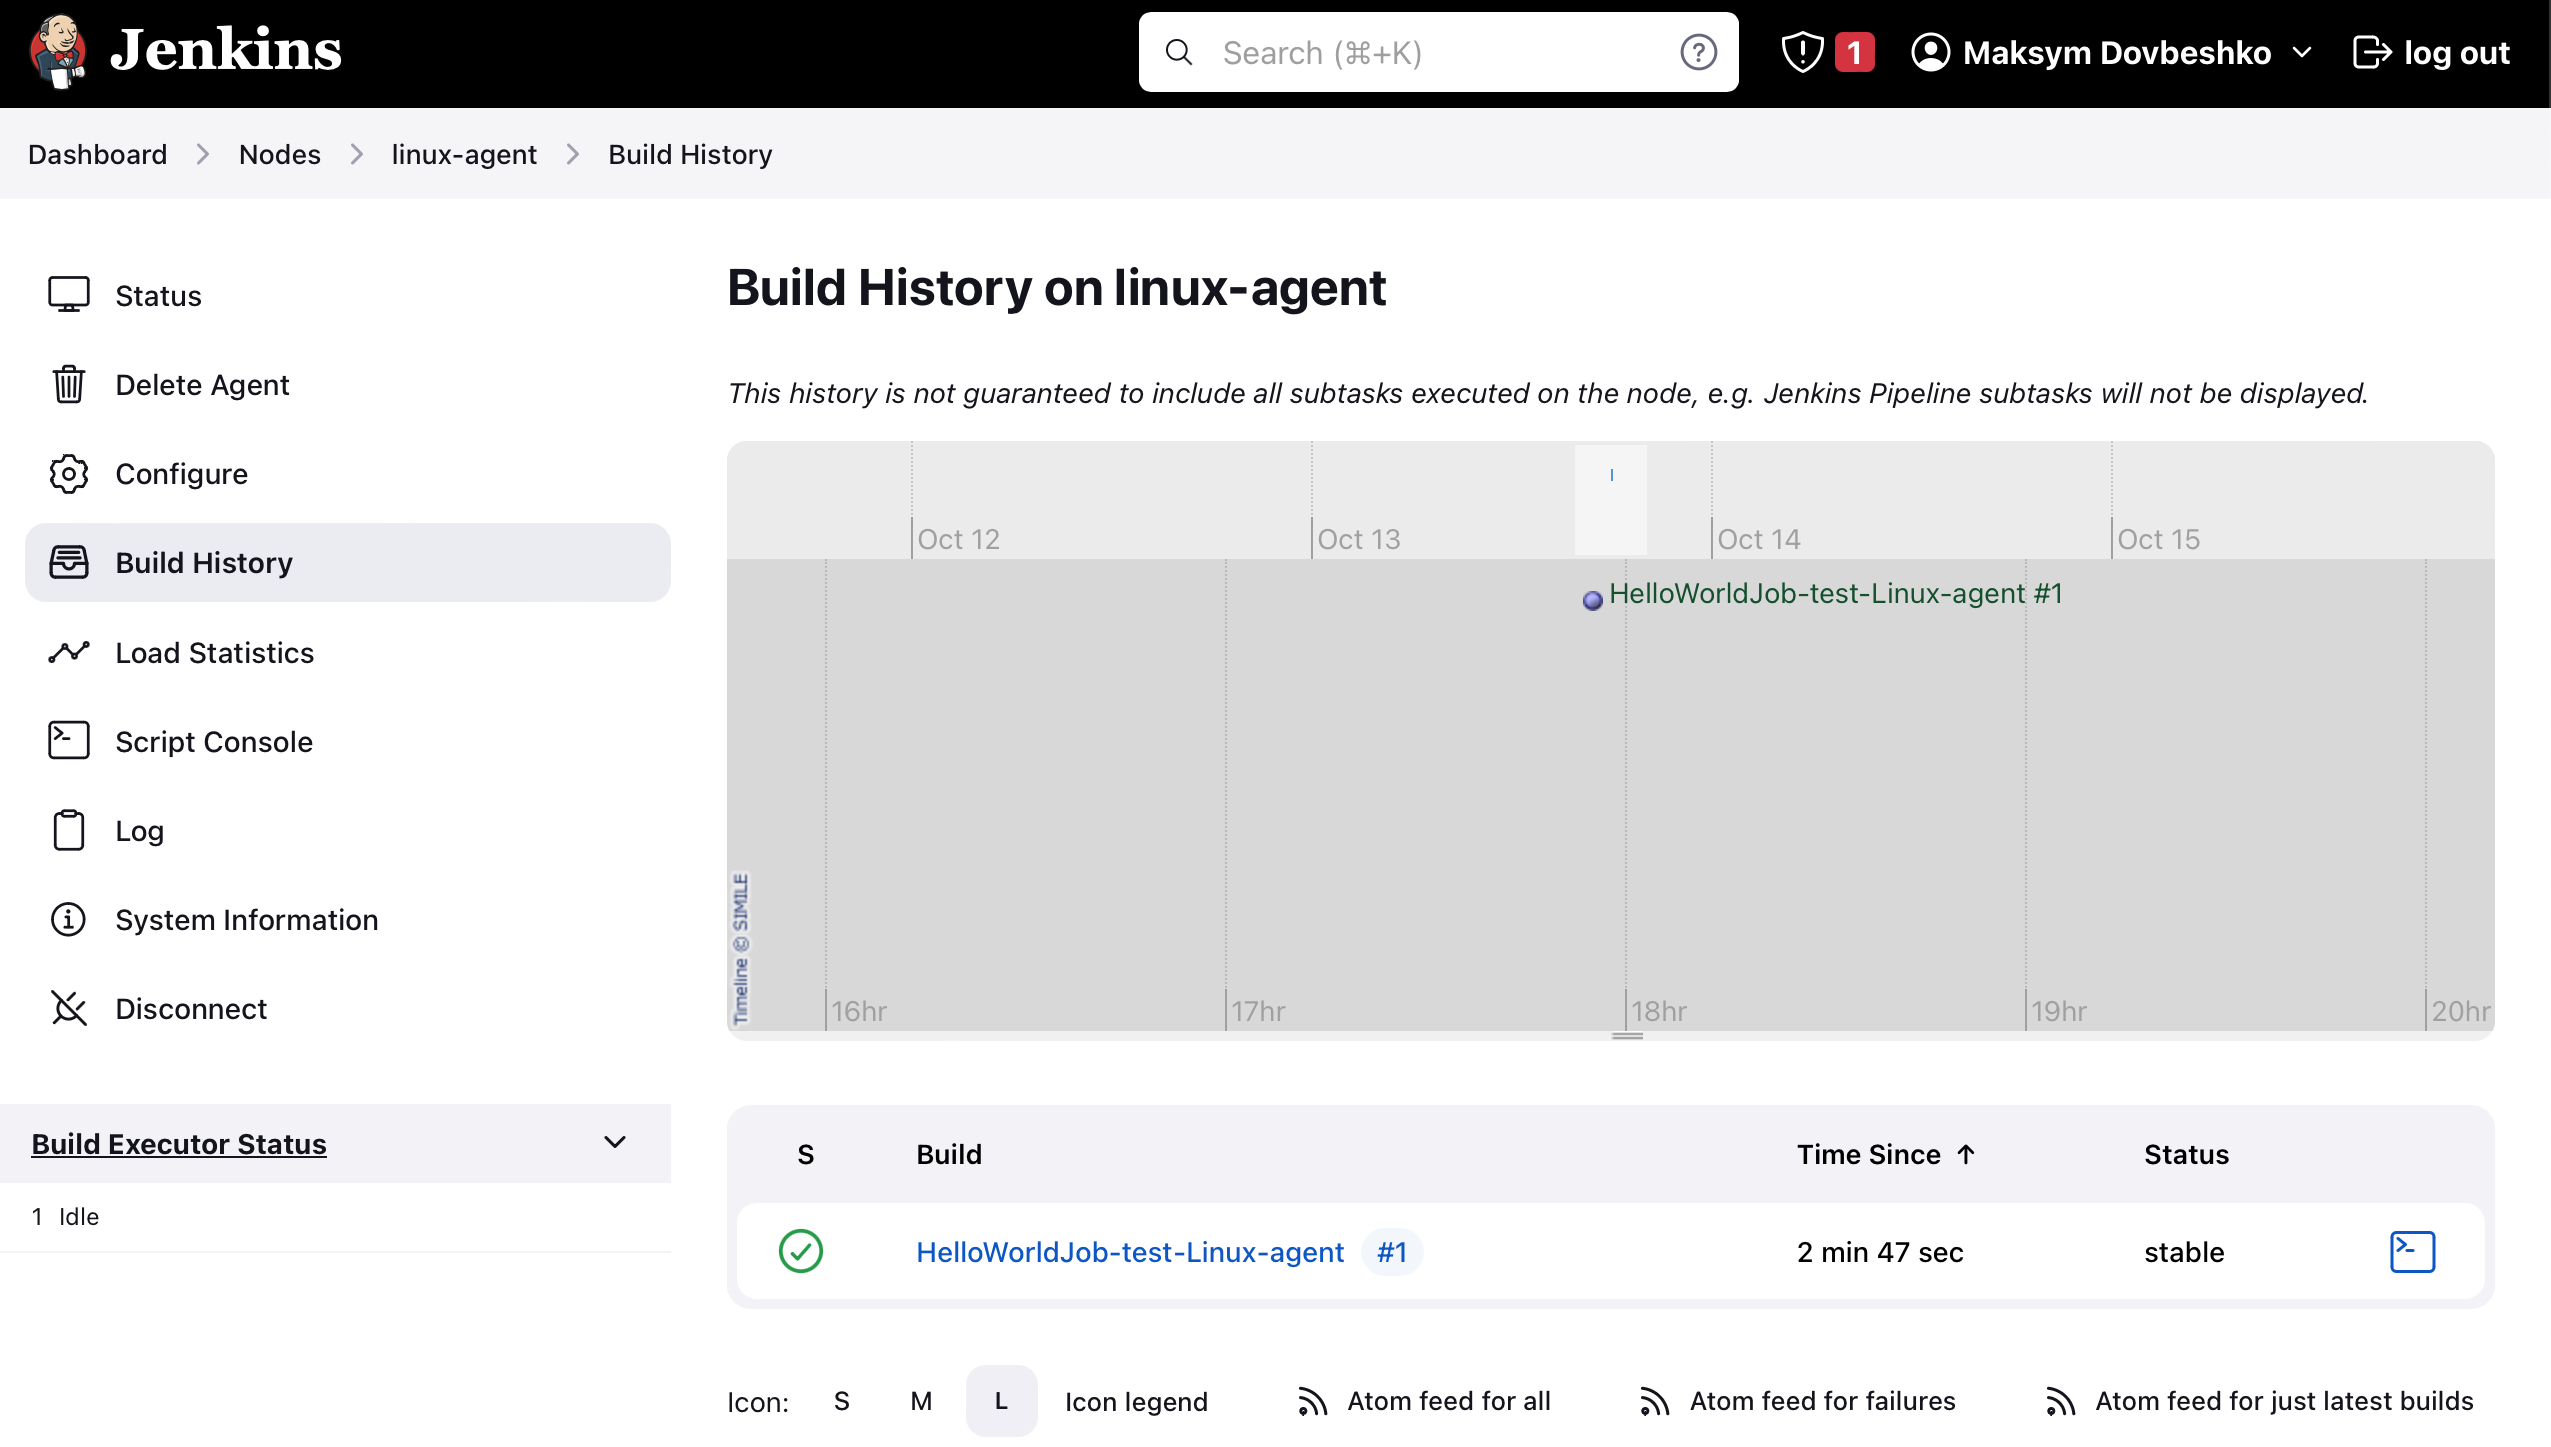 Jenkins
Search (⌘+K)
1
Maksym Dovbeshko
log out
Dashboard
Nodes
linux-agent
Build History
Status
Delete Agent
Configure
Build History
Load Statistics
Script Console
Log
System Information
Disconnect
Build Executor Status
1 Idle
Build History on linux-agent
This history is not guaranteed to include all subtasks executed on the node, e.g. Jenkins Pipeline subtasks will not be displayed.
Oct 12
Oct 13
Oct 14
Oct 15
HelloWorldJob-test-Linux-agent #1
Timeline © SIMILE
16hr
17hr
18hr
19hr
20hr
S Build Time Since ↑ Status
HelloWorldJob-test-Linux-agent #1 2 min 47 sec stable
Icon: S M L Icon legend Atom feed for all Atom feed for failures Atom feed for just latest builds